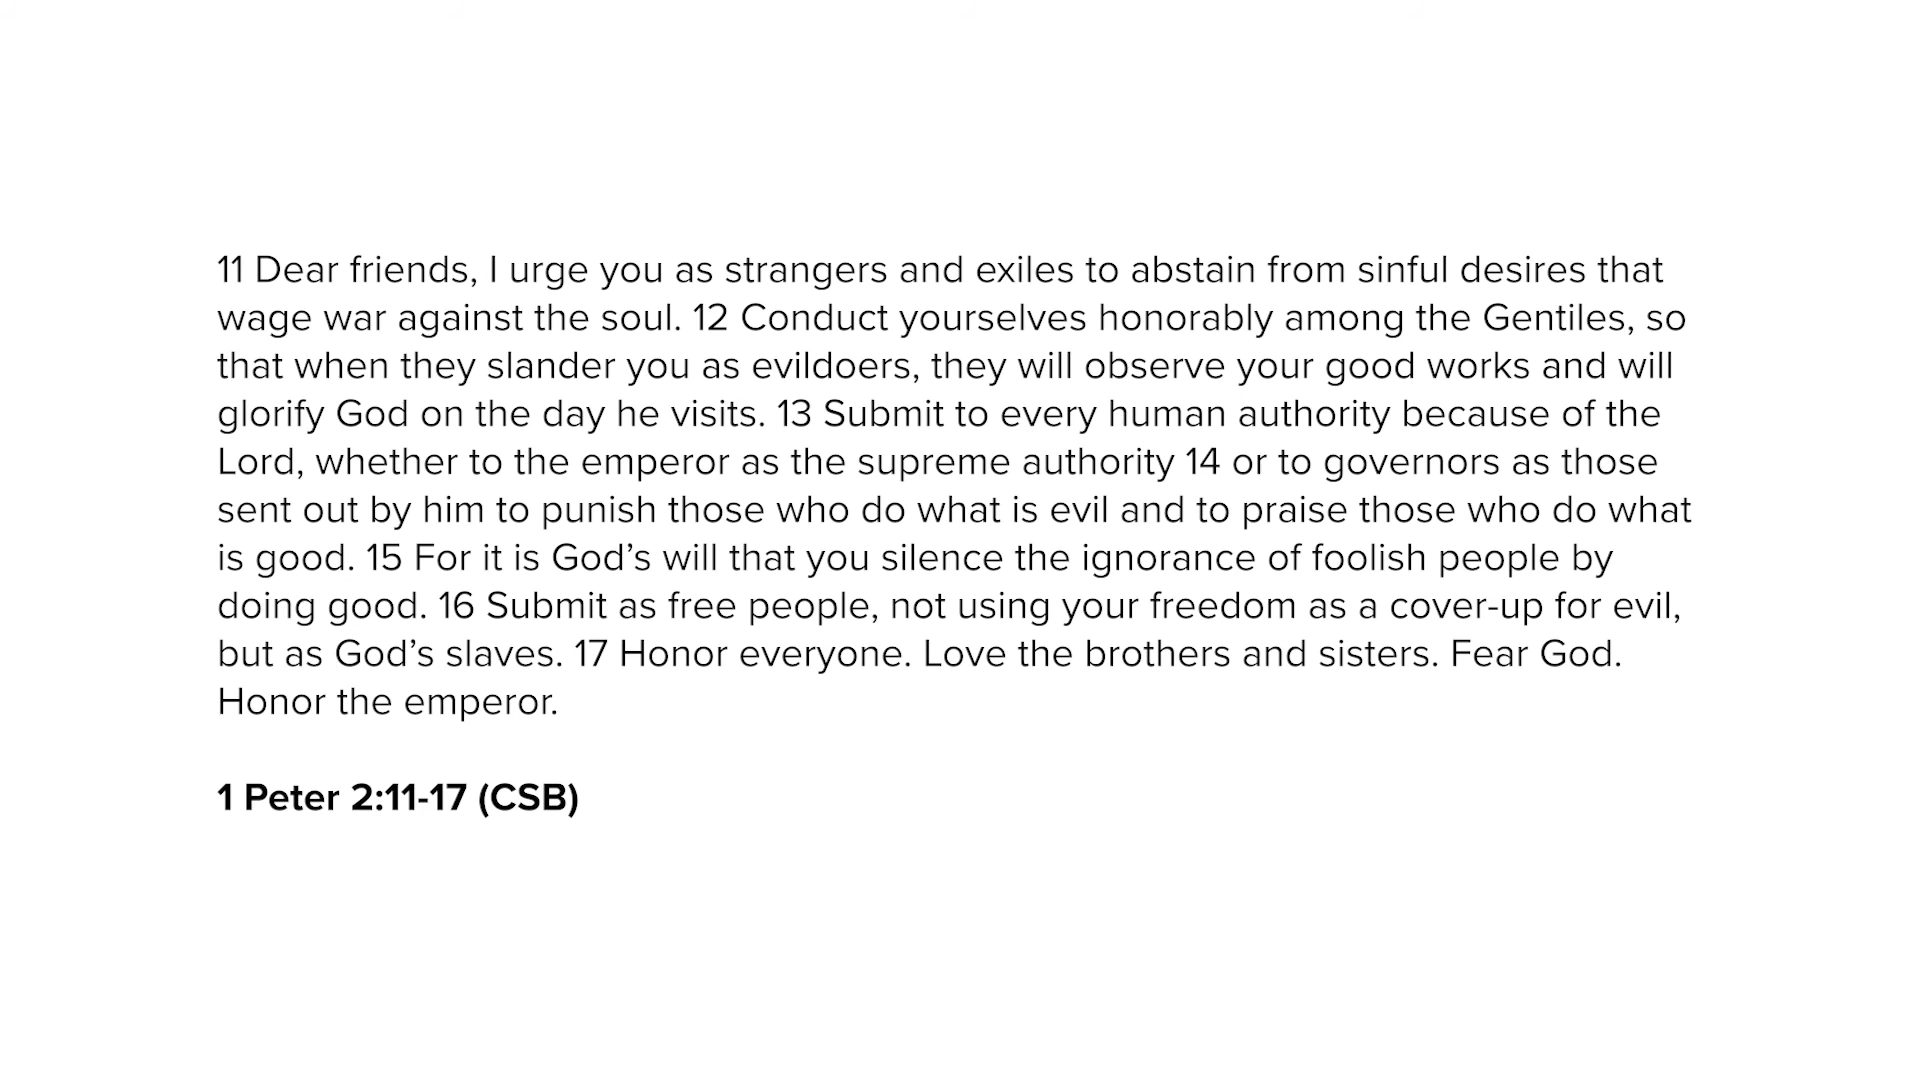 11 Dear friends, I urge you as strangers and exiles to abstain from sinful desires that
wage war against the soul. 12 Conduct yourselves honorably among the Gentiles, so
that when they slander you as evildoers, they will observe your good works and will
glorify God on the day he visits. 13 Submit to every human authority because of the
Lord, whether to the emperor as the supreme authority 14 or to governors as those
sent out by him to punish those who do what is evil and to praise those who do what
is good. 15 For it is God’s will that you silence the ignorance of foolish people by
doing good. 16 Submit as free people, not using your freedom as a cover-up for evil,
but as God’s slaves. 17 Honor everyone. Love the brothers and sisters. Fear God.
Honor the emperor.
1 Peter 2:11-17 (CSB)